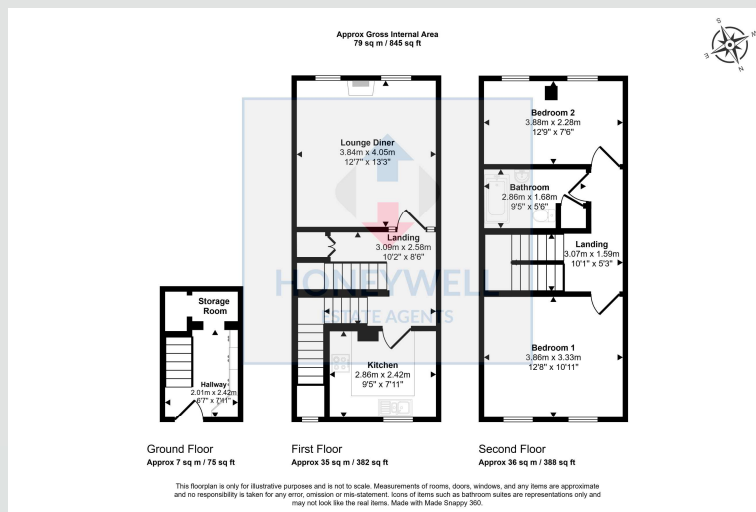 Approx Gross Internal Area
79 sq m / 845 sq ft
S
W
E
N
Lounge Diner
3.84m x 4.05m
12'7" x 13'3"
Bedroom 2
3.88m x 2.28m
12'9" x 7'6"
Bathroom
2.86m x 1.68m
9'5" x 5'6"
Landing
3.09m x 2.58m
10'2" x 8'6"
Landing
3.07m x 1.59m
10'1" x 5'3"
HONEYWELL
ESTATE AGENTS
Storage
Room
Hallway
2.01m x 2.42m
6'7" x 7'11"
Kitchen
2.86m x 2.42m
9'5" x 7'11"
Bedroom 1
3.86m x 3.33m
12'8" x 10'11"
Ground Floor
Approx 7 sq m / 75 sq ft
First Floor
Approx 35 sq m / 382 sq ft
Second Floor
Approx 36 sq m / 388 sq ft
This floorplan is only for illustrative purposes and is not to scale. Measurements of rooms, doors, windows, and any items are approximate
and no responsibility is taken for any error, omission or mis-statement. Icons of items such as bathroom suites are representations only and
may not look like the real items. Made with Made Snappy 360.